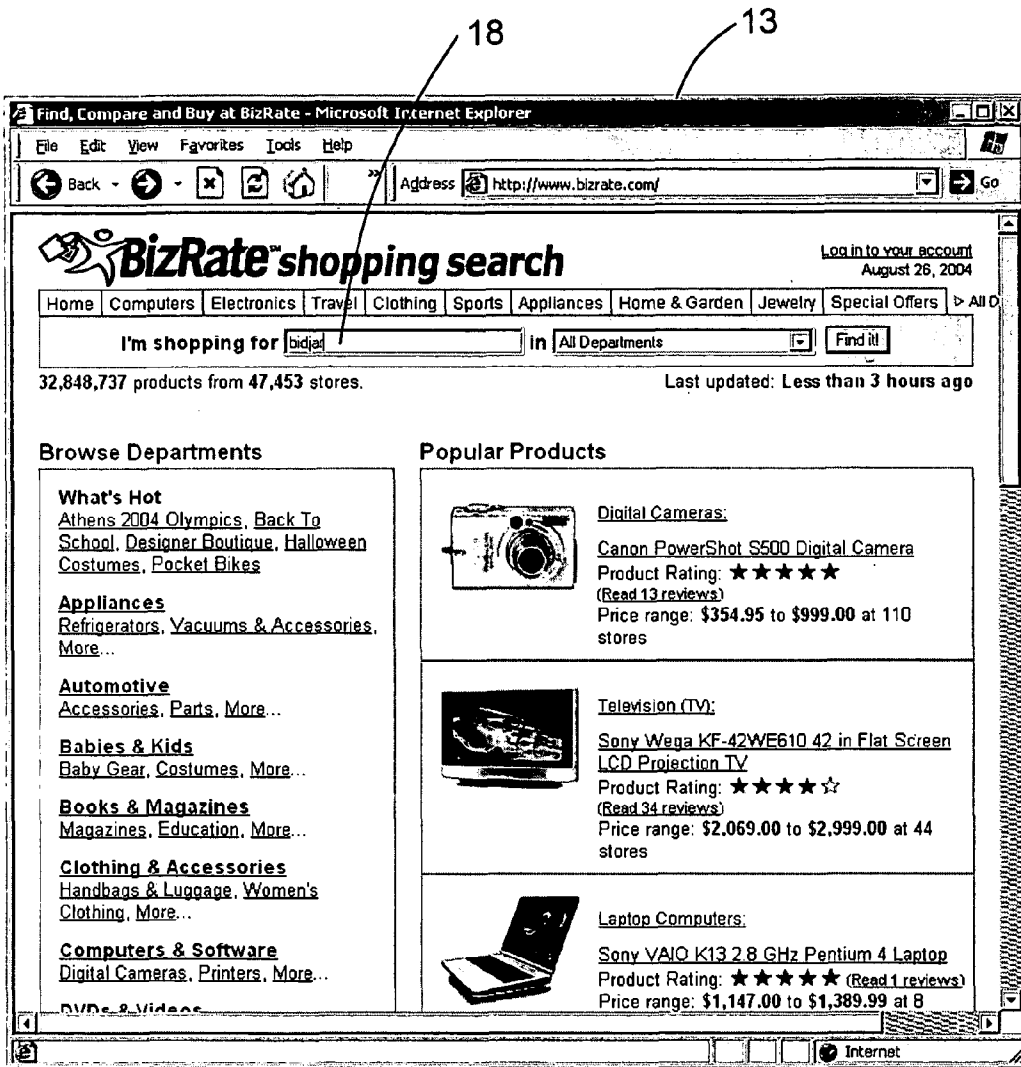 18
13
Find, Compare and Buy at BizRate - Microsoft Internet Explorer
File Edit View Favorites Tools Help
Back » Address http://www.bizrate.com/ Go
BizRate℠ shopping search
Log in to your account
August 26, 2004
Home Computers Electronics Travel Clothing Sports Appliances Home & Garden Jewelry Special Offers > All D
I'm shopping for bidjat in All Departments Find it!
32,848,737 products from 47,453 stores. Last updated: Less than 3 hours ago
Browse Departments
What's Hot
Athens 2004 Olympics, Back To
School, Designer Boutique, Halloween
Costumes, Pocket Bikes
Appliances
Refrigerators, Vacuums & Accessories,
More...
Automotive
Accessories, Parts, More...
Babies & Kids
Baby Gear, Costumes, More...
Books & Magazines
Magazines, Education, More...
Clothing & Accessories
Handbags & Luggage, Women's
Clothing, More...
Computers & Software
Digital Cameras, Printers, More...
DVDs & Videos
Popular Products
Digital Cameras:
Canon PowerShot S500 Digital Camera
Product Rating: ★★★★★
(Read 13 reviews)
Price range: $354.95 to $999.00 at 110
stores
Television (TV):
Sony Wega KF-42WE610 42 in Flat Screen
LCD Projection TV
Product Rating: ★★★★☆
(Read 34 reviews)
Price range: $2,069.00 to $2,999.00 at 44
stores
Laptop Computers:
Sony VAIO K13 2.8 GHz Pentium 4 Laptop
Product Rating: ★★★★★ (Read 1 reviews)
Price range: $1,147.00 to $1,389.99 at 8
Internet